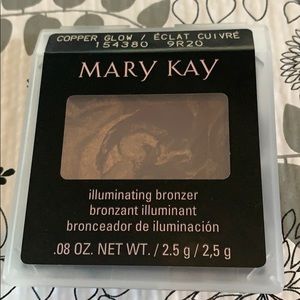 COPPER GLOW / ÉCLAT CUIVRÉ
154380 9R20
MARY KAY
illuminating bronzer
bronzant illuminant
bronceador de iluminación
.08 OZ. NET WT. / 2.5 g / 2,5 g